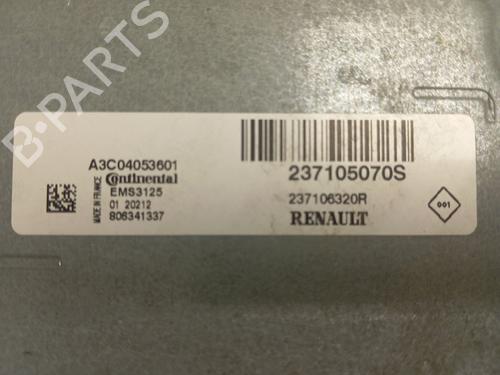 B-PARTS
A3C04053601
Continental
EMS3125
01 20212
806341337
MADE IN FRANCE
237105070S
237106320R
RENAULT
001